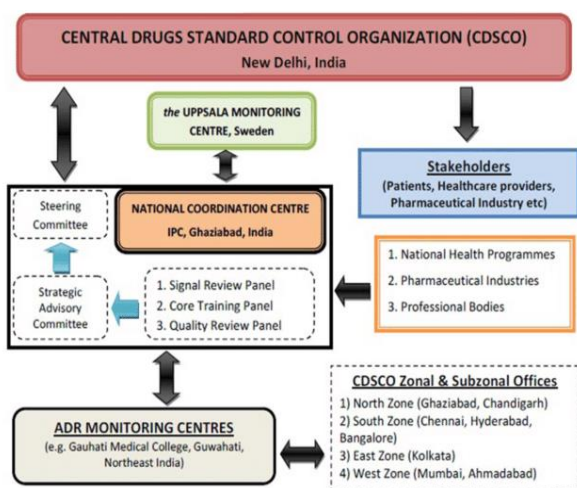 CENTRAL DRUGS STANDARD CONTROL ORGANIZATION (CDSCO)
New Delhi, India
the UPPSALA MONITORING
CENTRE, Sweden
Stakeholders
(Patients, Healthcare providers,
Pharmaceutical Industry etc)
Steering
Committee
NATIONAL COORDINATION CENTRE
IPC, Ghaziabad, India
1. National Health Programmes
2. Pharmaceutical Industries
3. Professional Bodies
Strategic
Advisory
Committee
1. Signal Review Panel
2. Core Training Panel
3. Quality Review Panel
ADR MONITORING CENTRES
(e.g. Gauhati Medical College, Guwahati,
Northeast India)
CDSCO Zonal & Subzonal Offices
1) North Zone (Ghaziabad, Chandigarh)
2) South Zone (Chennai, Hyderabad,
Bangalore)
3) East Zone (Kolkata)
4) West Zone (Mumbai, Ahmadabad)